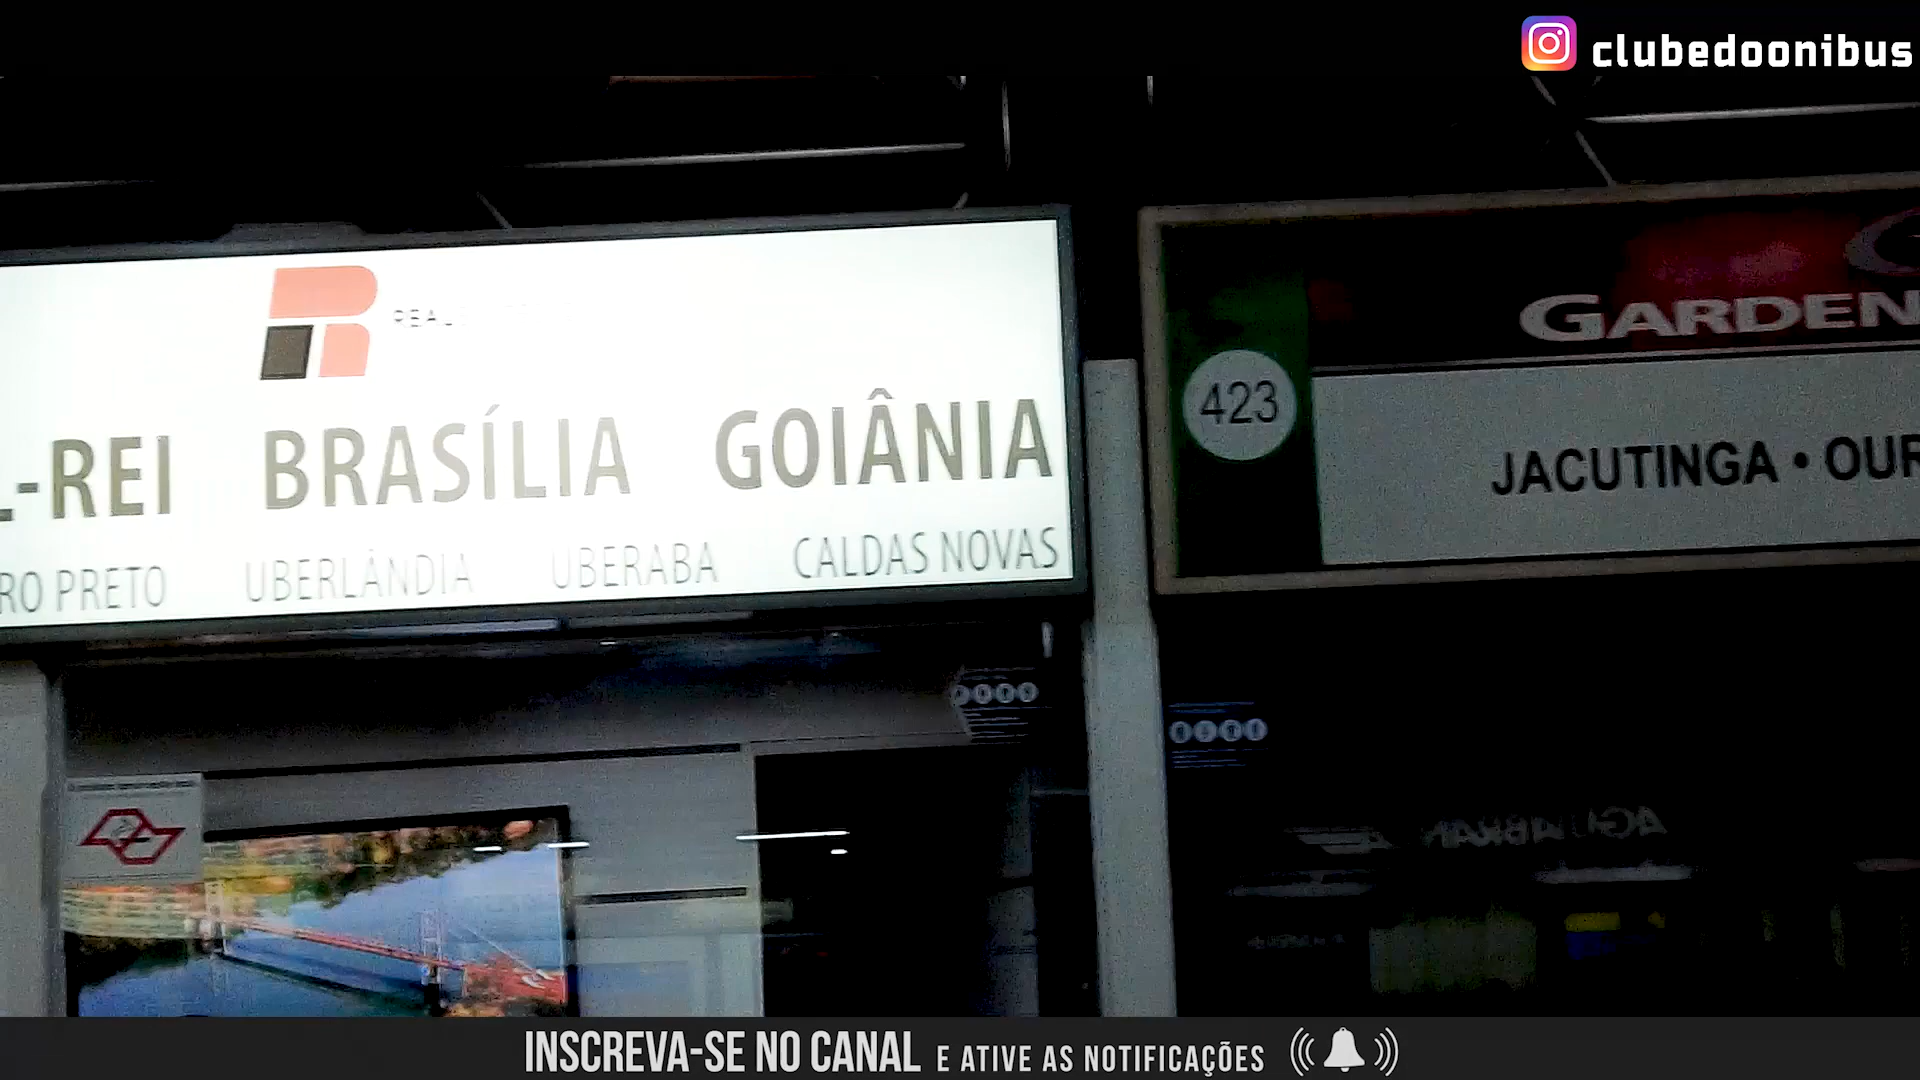 clubedoonibus
L-REI BRASÍLIA GOIÂNIA
RO PRETO UBERLÂNDIA UBERABA CALDAS NOVAS
GARDEN
423
JACUTINGA • OUR
INSCREVA-SE NO CANAL E ATIVE AS NOTIFICAÇÕES